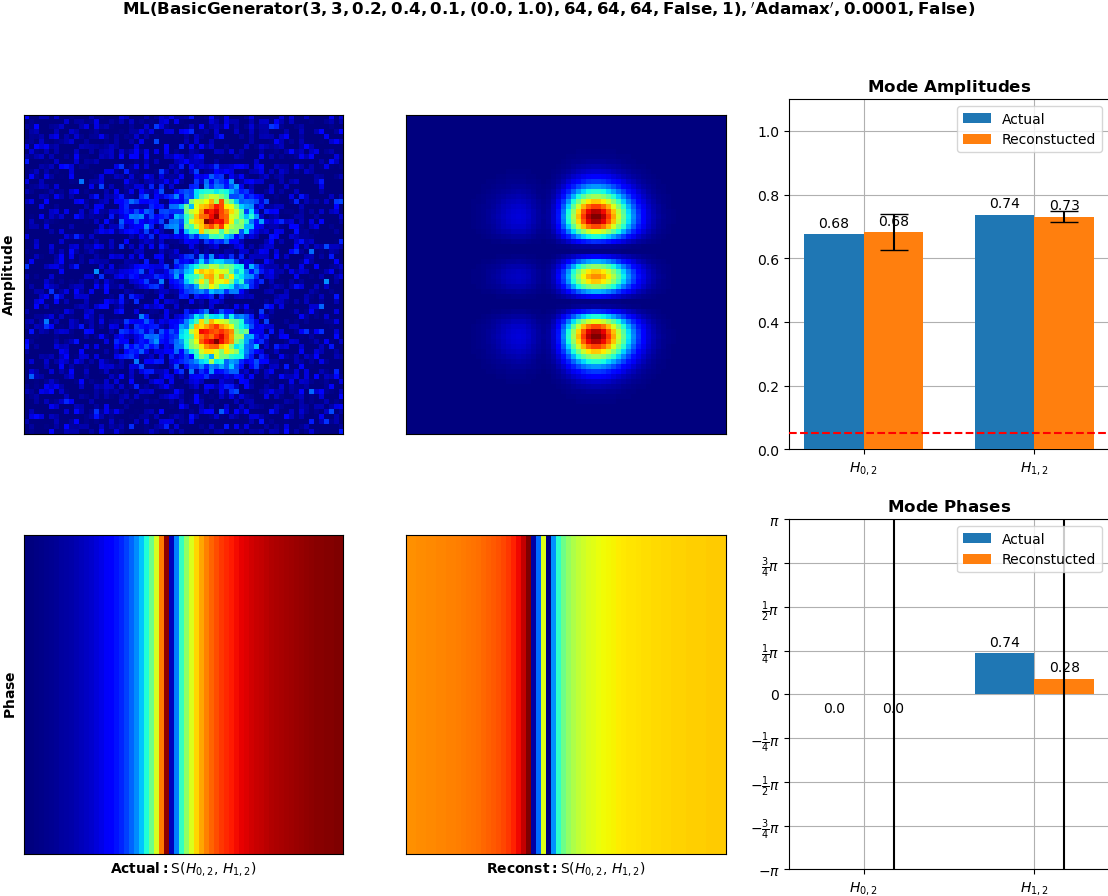 ML(BasicGenerator(3, 3, 0.2, 0.4, 0.1, (0.0, 1.0), 64, 64, 64, False, 1), ′Adamax′, 0.0001, False)
Amplitude
Mode Amplitudes
Actual
Reconstucted
1.0
0.8
0.6
0.4
0.2
0.0
0.68
0.68
0.74
0.73
H0, 2
H1, 2
Phase
Actual: S(H0, 2, H1, 2)
Reconst: S(H0, 2, H1, 2)
Mode Phases
Actual
Reconstucted
π
3/4π
1/2π
1/4π
0
−1/4π
−1/2π
−3/4π
−π
0.0
0.0
0.74
0.28
H0, 2
H1, 2